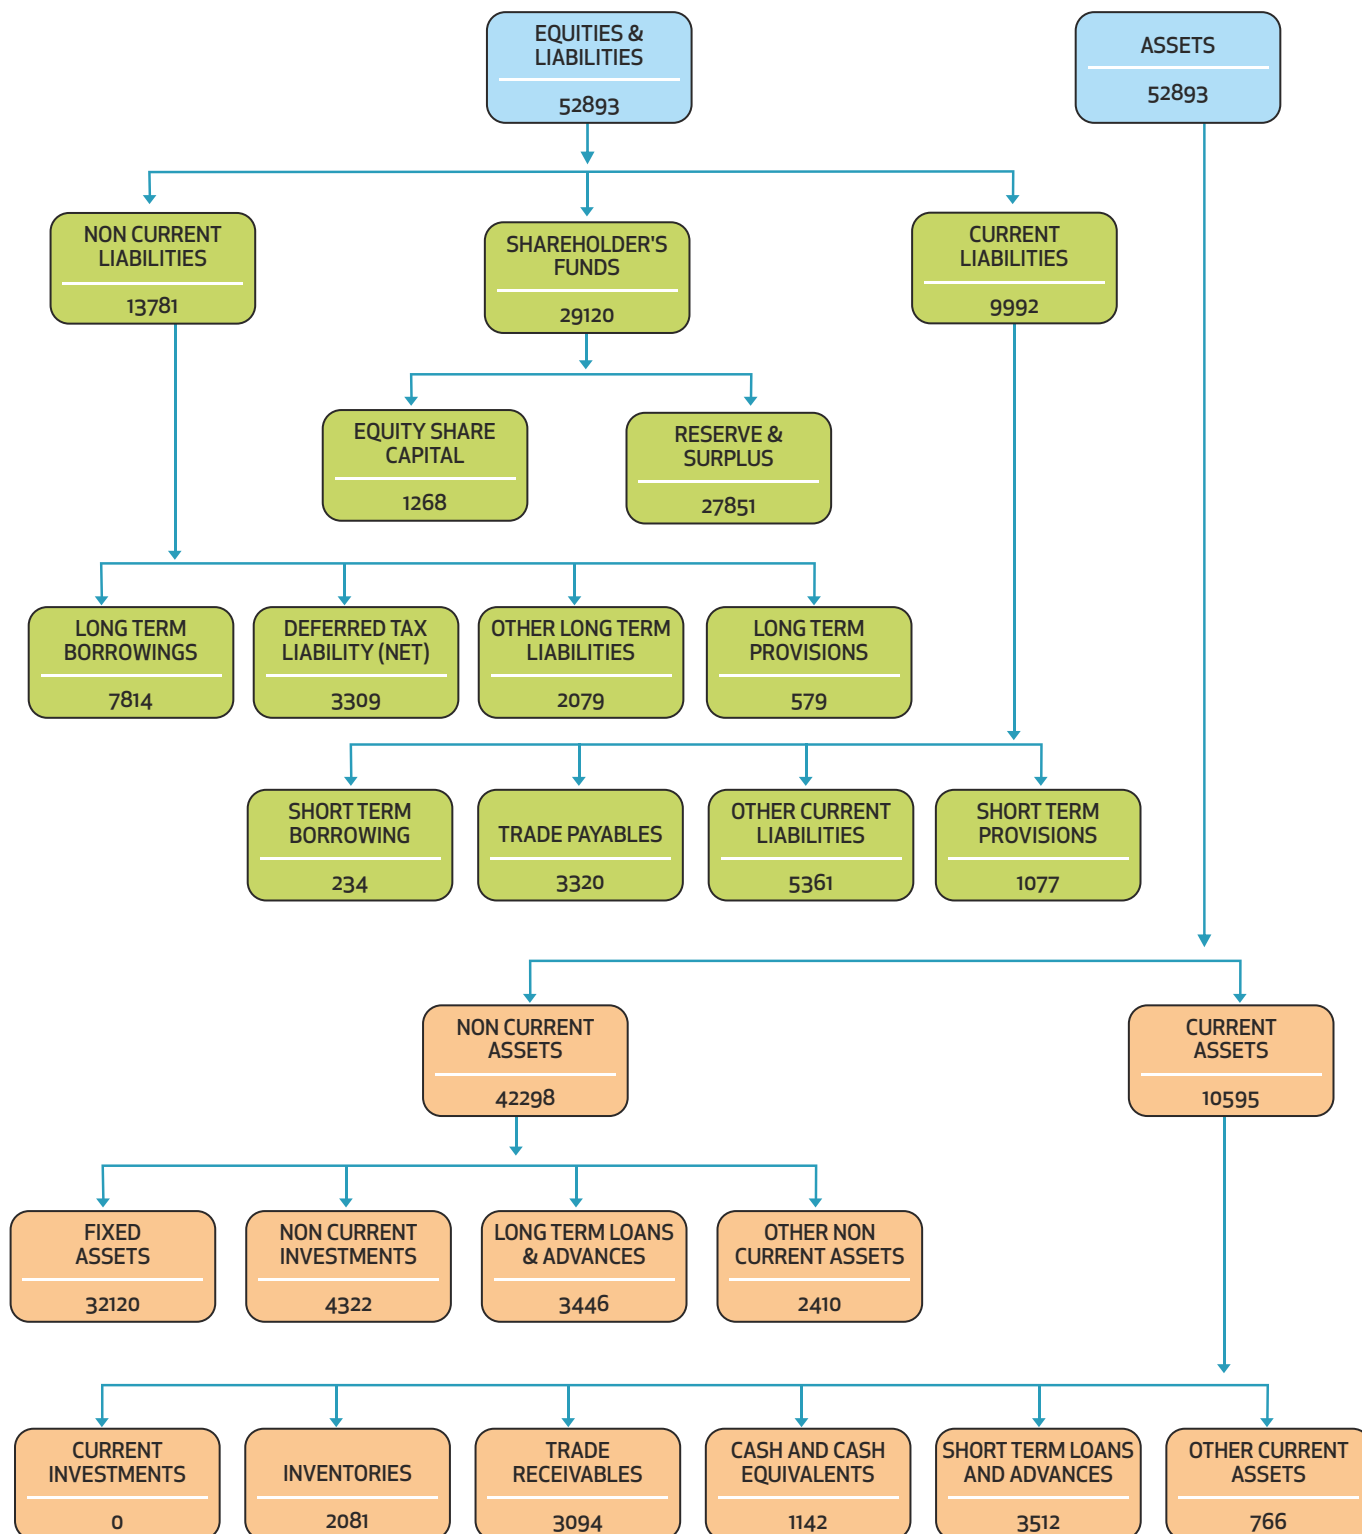 EQUITIES &
LIABILITIES
52893
ASSETS
52893
NON CURRENT
LIABILITIES
13781
SHAREHOLDER'S
FUNDS
29120
CURRENT
LIABILITIES
9992
EQUITY SHARE
CAPITAL
1268
RESERVE &
SURPLUS
27851
LONG TERM
BORROWINGS
7814
DEFERRED TAX
LIABILITY (NET)
3309
OTHER LONG TERM
LIABILITIES
2079
LONG TERM
PROVISIONS
579
SHORT TERM
BORROWING
234
TRADE PAYABLES
3320
OTHER CURRENT
LIABILITIES
5361
SHORT TERM
PROVISIONS
1077
NON CURRENT
ASSETS
42298
CURRENT
ASSETS
10595
FIXED
ASSETS
32120
NON CURRENT
INVESTMENTS
4322
LONG TERM LOANS
& ADVANCES
3446
OTHER NON
CURRENT ASSETS
2410
CURRENT
INVESTMENTS
0
INVENTORIES
2081
TRADE
RECEIVABLES
3094
CASH AND CASH
EQUIVALENTS
1142
SHORT TERM LOANS
AND ADVANCES
3512
OTHER CURRENT
ASSETS
766